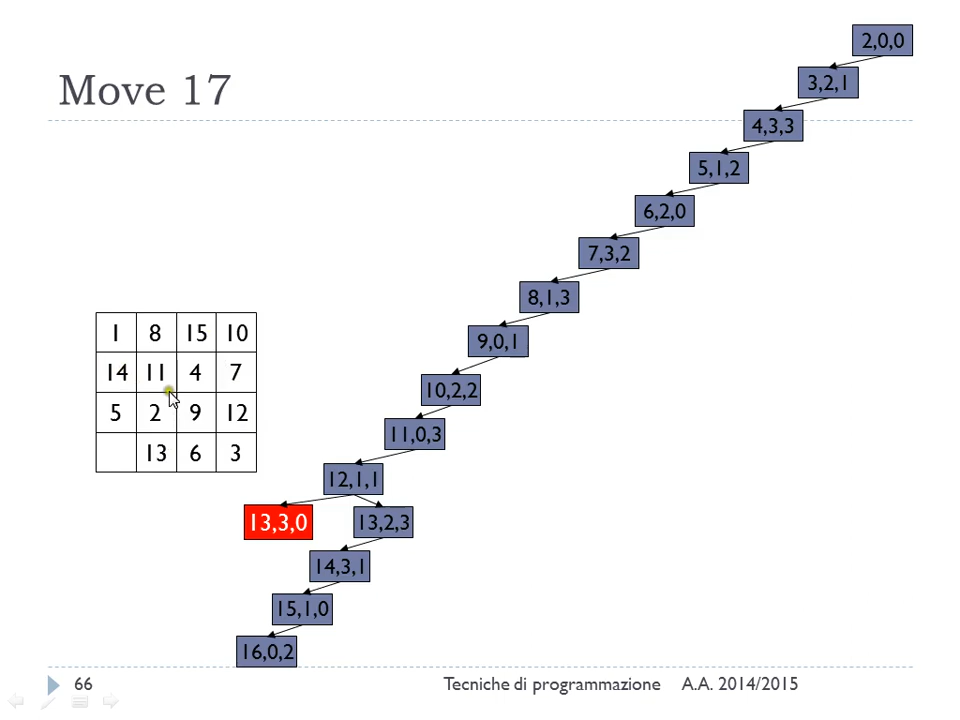 Move 17
2,0,0
3,2,1
4,3,3
5,1,2
6,2,0
7,3,2
8,1,3
9,0,1
10,2,2
11,0,3
12,1,1
13,3,0 13,2,3
14,3,1
15,1,0
16,0,2
1 8 15 10
14 11 4 7
5 2 9 12
13 6 3
66 Tecniche di programmazione A.A. 2014/2015